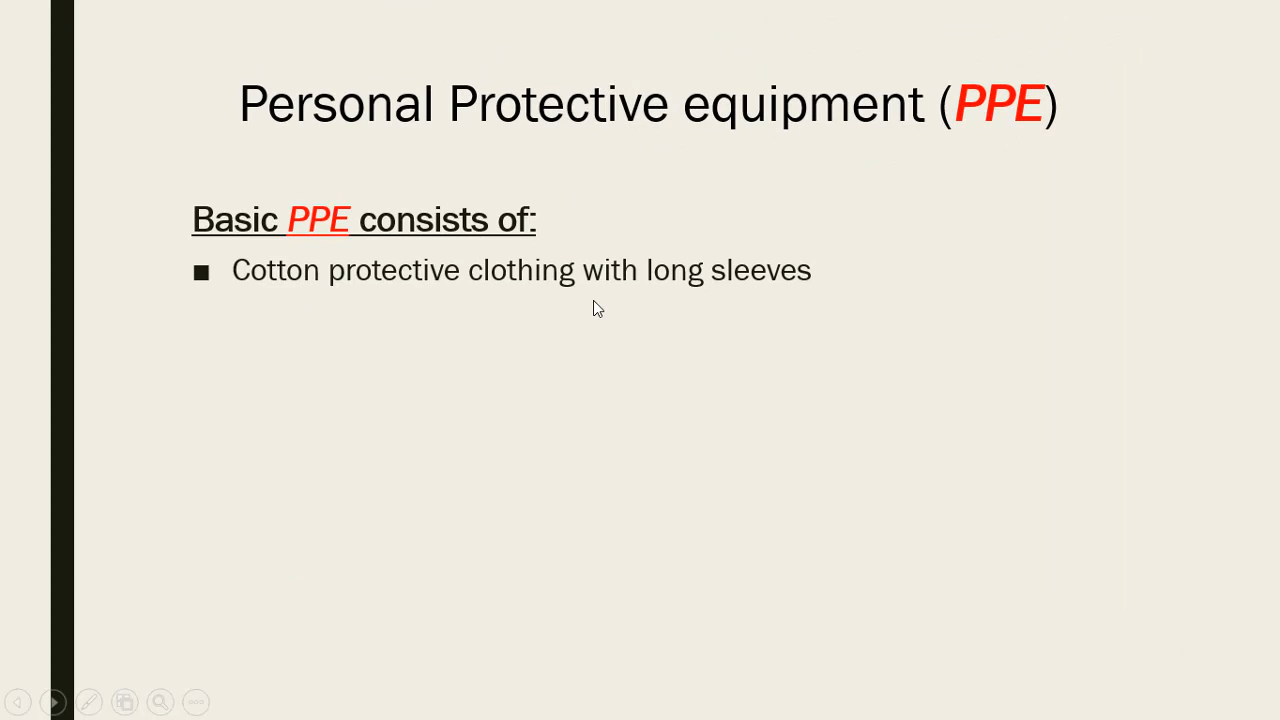 Personal Protective equipment (PPE)
Basic PPE consists of:
■ Cotton protective clothing with long sleeves